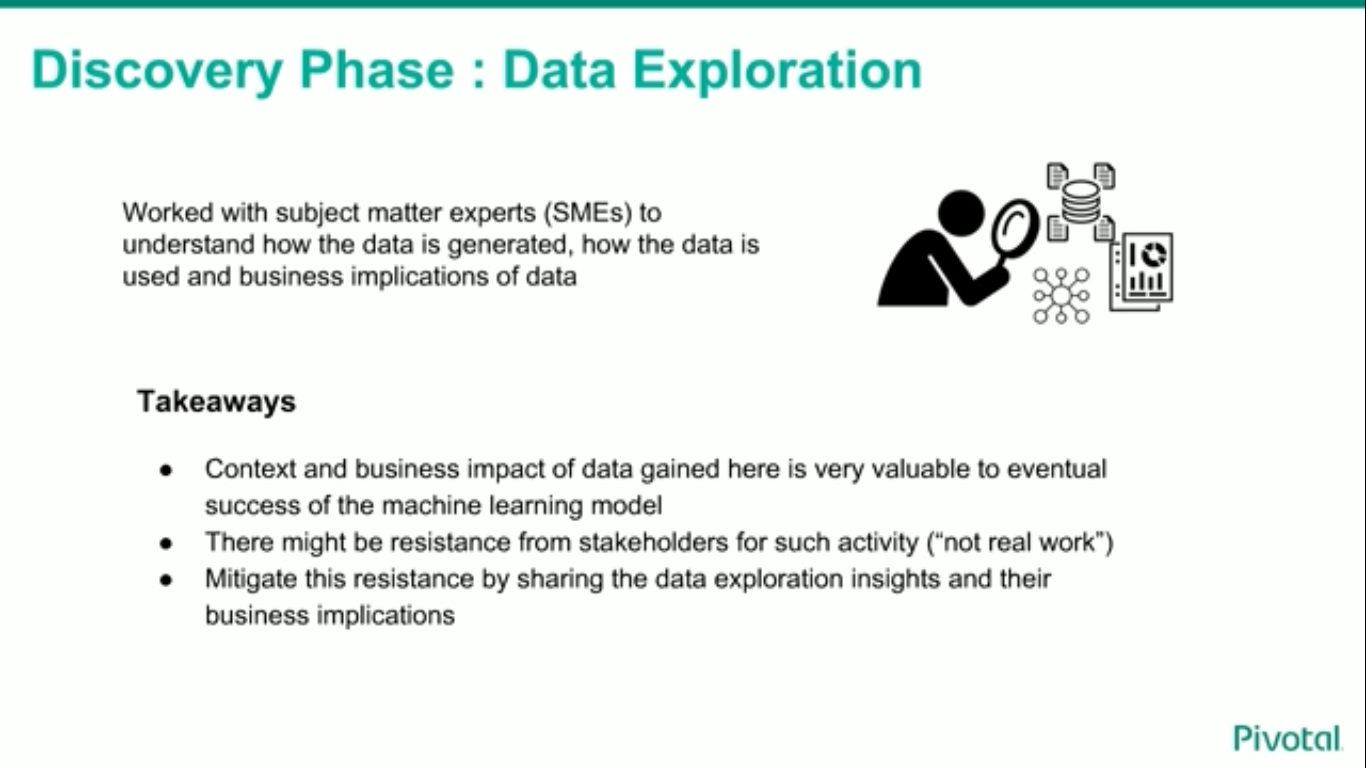 Discovery Phase : Data Exploration
Worked with subject matter experts (SMEs) to
understand how the data is generated, how the data is
used and business implications of data
Takeaways
● Context and business impact of data gained here is very valuable to eventual
success of the machine learning model
● There might be resistance from stakeholders for such activity (“not real work”)
● Mitigate this resistance by sharing the data exploration insights and their
business implications
Pivotal